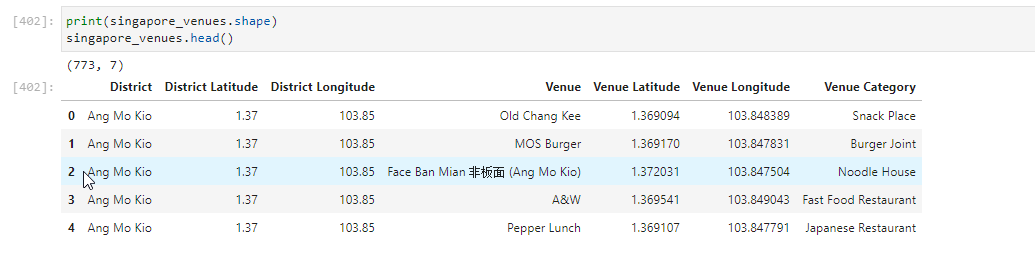 [402]: print(singapore_venues.shape)
singapore_venues.head()
(773, 7)
[402]: District District Latitude District Longitude Venue Venue Latitude Venue Longitude Venue Category
0 Ang Mo Kio 1.37 103.85 Old Chang Kee 1.369094 103.848389 Snack Place
1 Ang Mo Kio 1.37 103.85 MOS Burger 1.369170 103.847831 Burger Joint
2 Ang Mo Kio 1.37 103.85 Face Ban Mian 非板面 (Ang Mo Kio) 1.372031 103.847504 Noodle House
3 Ang Mo Kio 1.37 103.85 A&W 1.369541 103.849043 Fast Food Restaurant
4 Ang Mo Kio 1.37 103.85 Pepper Lunch 1.369107 103.847791 Japanese Restaurant